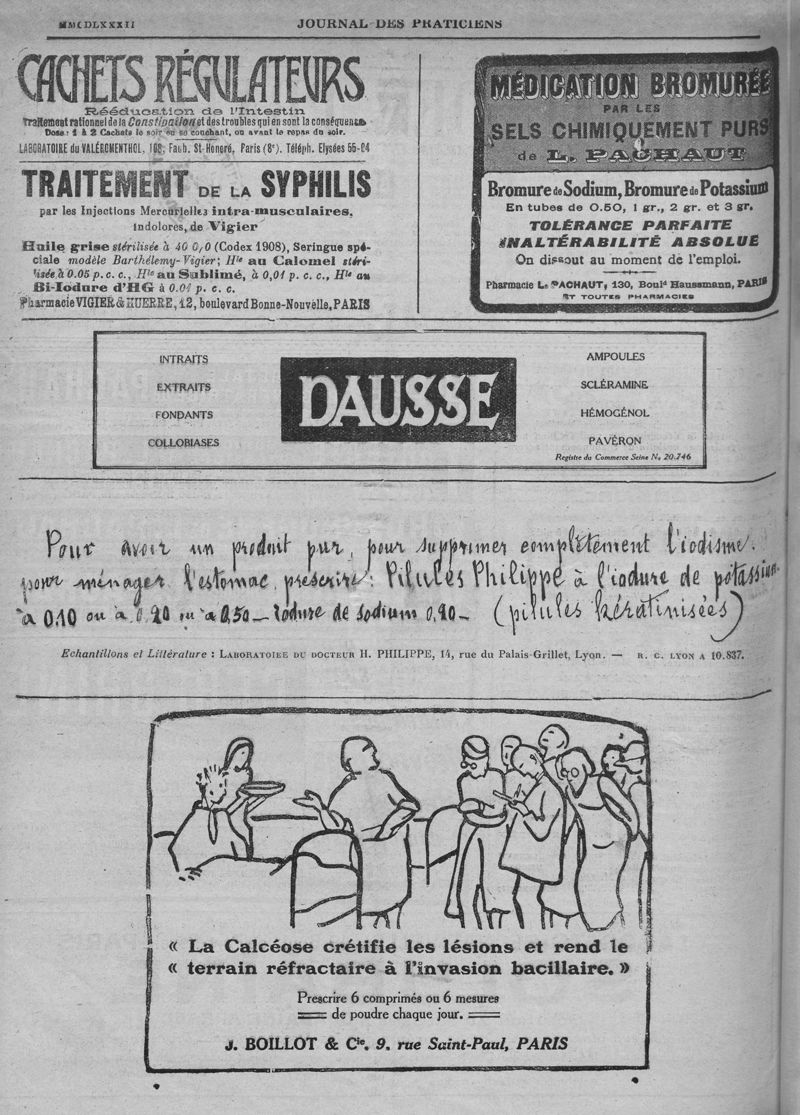 MMCDLXXXII
JOURNAL DES PRATICIENS
CACHETS RÉGULATEURS
Rééducation de l'Intestin
Traitement rationnel de la Constipation et des troubles qui en sont la conséquence
Dose: 1 à 2 Cachets le soir en se couchant, ou avant le repas du soir.
LABORATOIRE du VALÉROMENTHOL, 108, Faub. St-Honoré, Paris (8e). Téléph. Elysées 55-04
TRAITEMENT DE LA SYPHILIS
par les Injections Mercurielles intra-musculaires,
indolores, de Vigier
Huile grise stérilisée à 40 0/0 (Codex 1908), Seringue spé-
ciale modèle Barthélemy-Vigier; Hle au Calomel stéri-
lisée à 0.05 p. c. c., Hle au Sublimé, à 0,01 p. c. c., Hle au
Bi-Iodure d'HG à 0.01 p. c. c.
Pharmacie VIGIER & HUERRE, 12, boulevard Bonne-Nouvelle, PARIS
MÉDICATION BROMURÉE
PAR LES
SELS CHIMIQUEMENT PURS
de L. PACHAUT
Bromure de Sodium, Bromure de Potassium
En tubes de 0.50, 1 gr., 2 gr. et 3 gr.
TOLÉRANCE PARFAITE
INALTÉRABILITÉ ABSOLUE
On dissout au moment de l'emploi.
Pharmacie L. PACHAUT, 130, Bould Haussmann, PARIS
ET TOUTES PHARMACIES
INTRAITS
EXTRAITS
FONDANTS
COLLOBIASES
DAUSSE
AMPOULES
SCLÉRAMINE
HÉMOGÉNOL
PAVÉRON
Registre du Commerce Seine No 20.746
Pour avoir un produit pur, pour supprimer complètement l'iodisme,
pour ménager l'estomac, prescrire: Pilules Philippe à l'iodure de potassium
à 0,10 ou à 0,20 ou à 0,50 - Iodure de sodium 0,20 - (pilules kératinisées)
Echantillons et Littérature : LABORATOIRE DU DOCTEUR H. PHILIPPE, 14, rue du Palais-Grillet, Lyon. — R. C. LYON A 10.837.
« La Calcéose crétifie les lésions et rend le
« terrain réfractaire à l'invasion bacillaire. »
Prescrire 6 comprimés ou 6 mesures
de poudre chaque jour.
J. BOILLOT & Cie, 9, rue Saint-Paul, PARIS